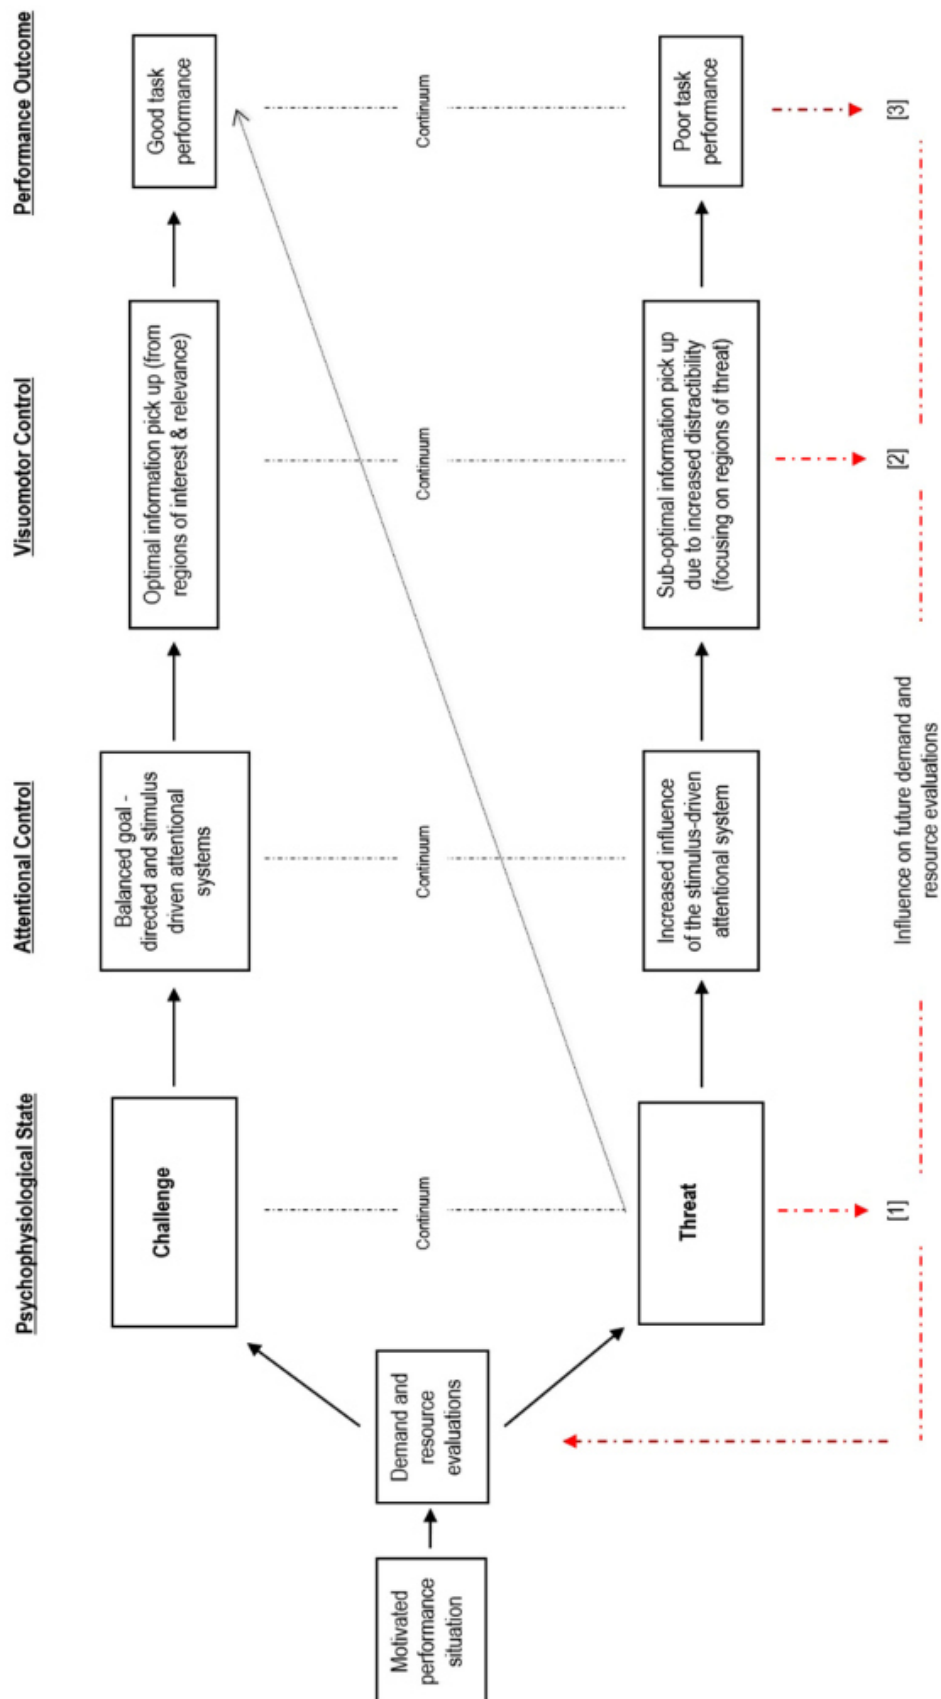 Psychophysiological State
Attentional Control
Visuomotor Control
Performance Outcome
Motivated
performance
situation
Demand and
resource
evaluations
Challenge
Balanced goal -
directed and stimulus
driven attentional
systems
Optimal information pick up (from
regions of interest & relevance)
Good task
performance
Continuum
Continuum
Continuum
Continuum
Threat
Increased influence
of the stimulus-driven
attentional system
Sub-optimal information pick up
due to increased distractibility
(focusing on regions of threat)
Poor task
performance
[1]
[2]
[3]
Influence on future demand and
resource evaluations